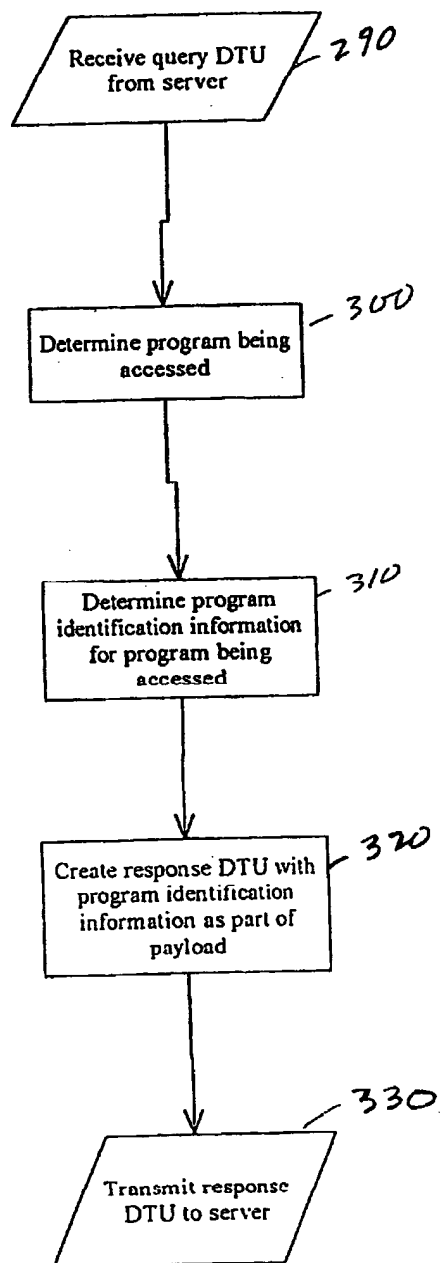 Receive query DTU
from server
290
Determine program being
accessed
300
Determine program
identification information
for program being
accessed
310
Create response DTU with
program identification
information as part of
payload
320
Transmit response
DTU to server
330